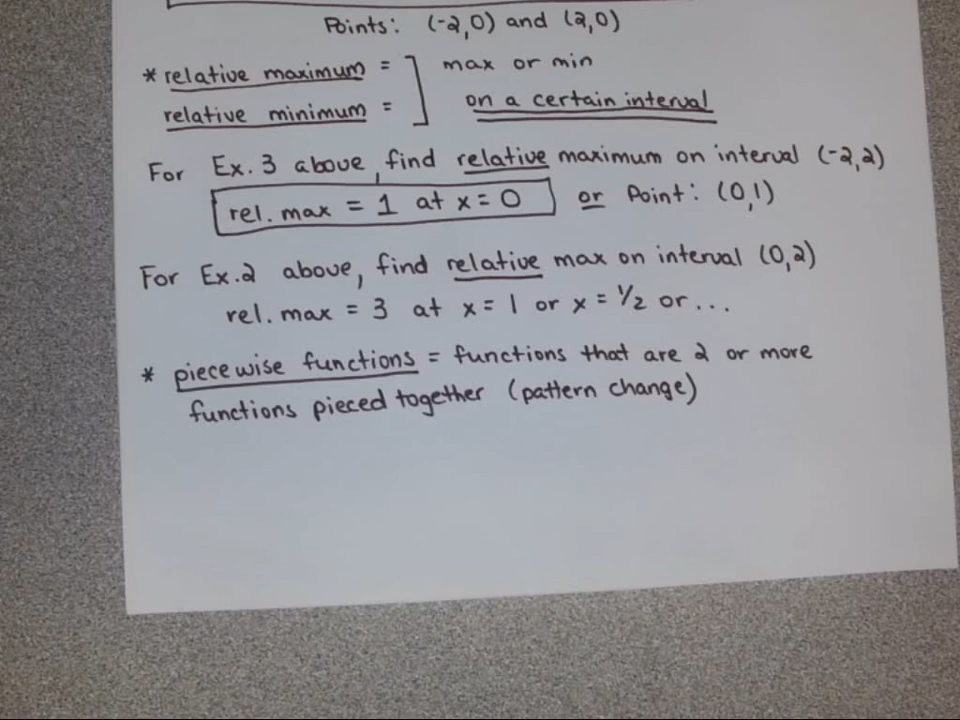 Points: (-2,0) and (2,0)
* relative maximum = ] max or min
relative minimum = ] on a certain interval
For Ex. 3 above, find relative maximum on interval (-2,2)
rel. max = 1 at x = 0 or Point: (0,1)
For Ex. 2 above, find relative max on interval (0,2)
rel. max = 3 at x = 1 or x = 1/2 or ...
* piecewise functions = functions that are 2 or more
functions pieced together (pattern change)